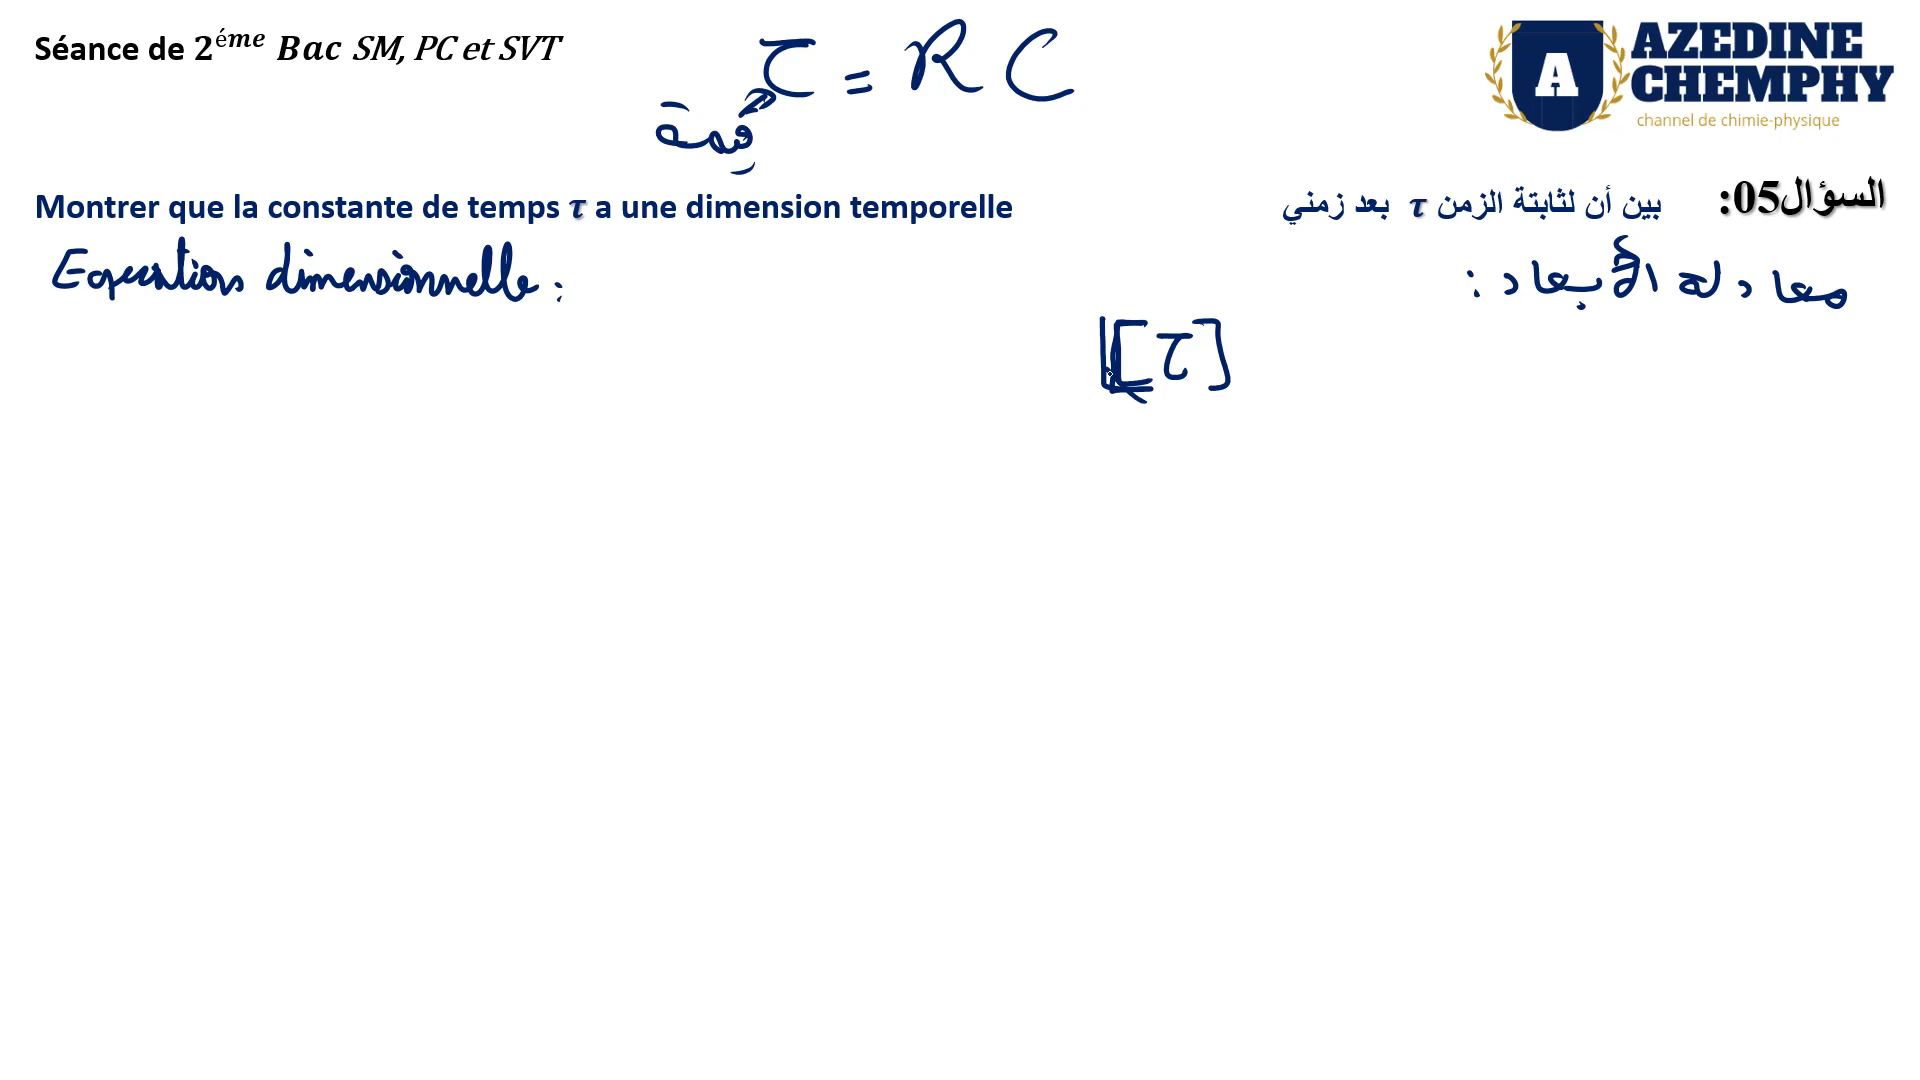 Séance de 2éme Bac SM, PC et SVT
τ = R C
قيمة
AZEDINE
CHEMPHY
channel de chimie-physique
A
السؤال05:
Montrer que la constante de temps τ a une dimension temporelle
بين أن لثابتة الزمن τ بعد زمني
Equation dimensionnelle :
معادلة الأبعاد :
[τ]